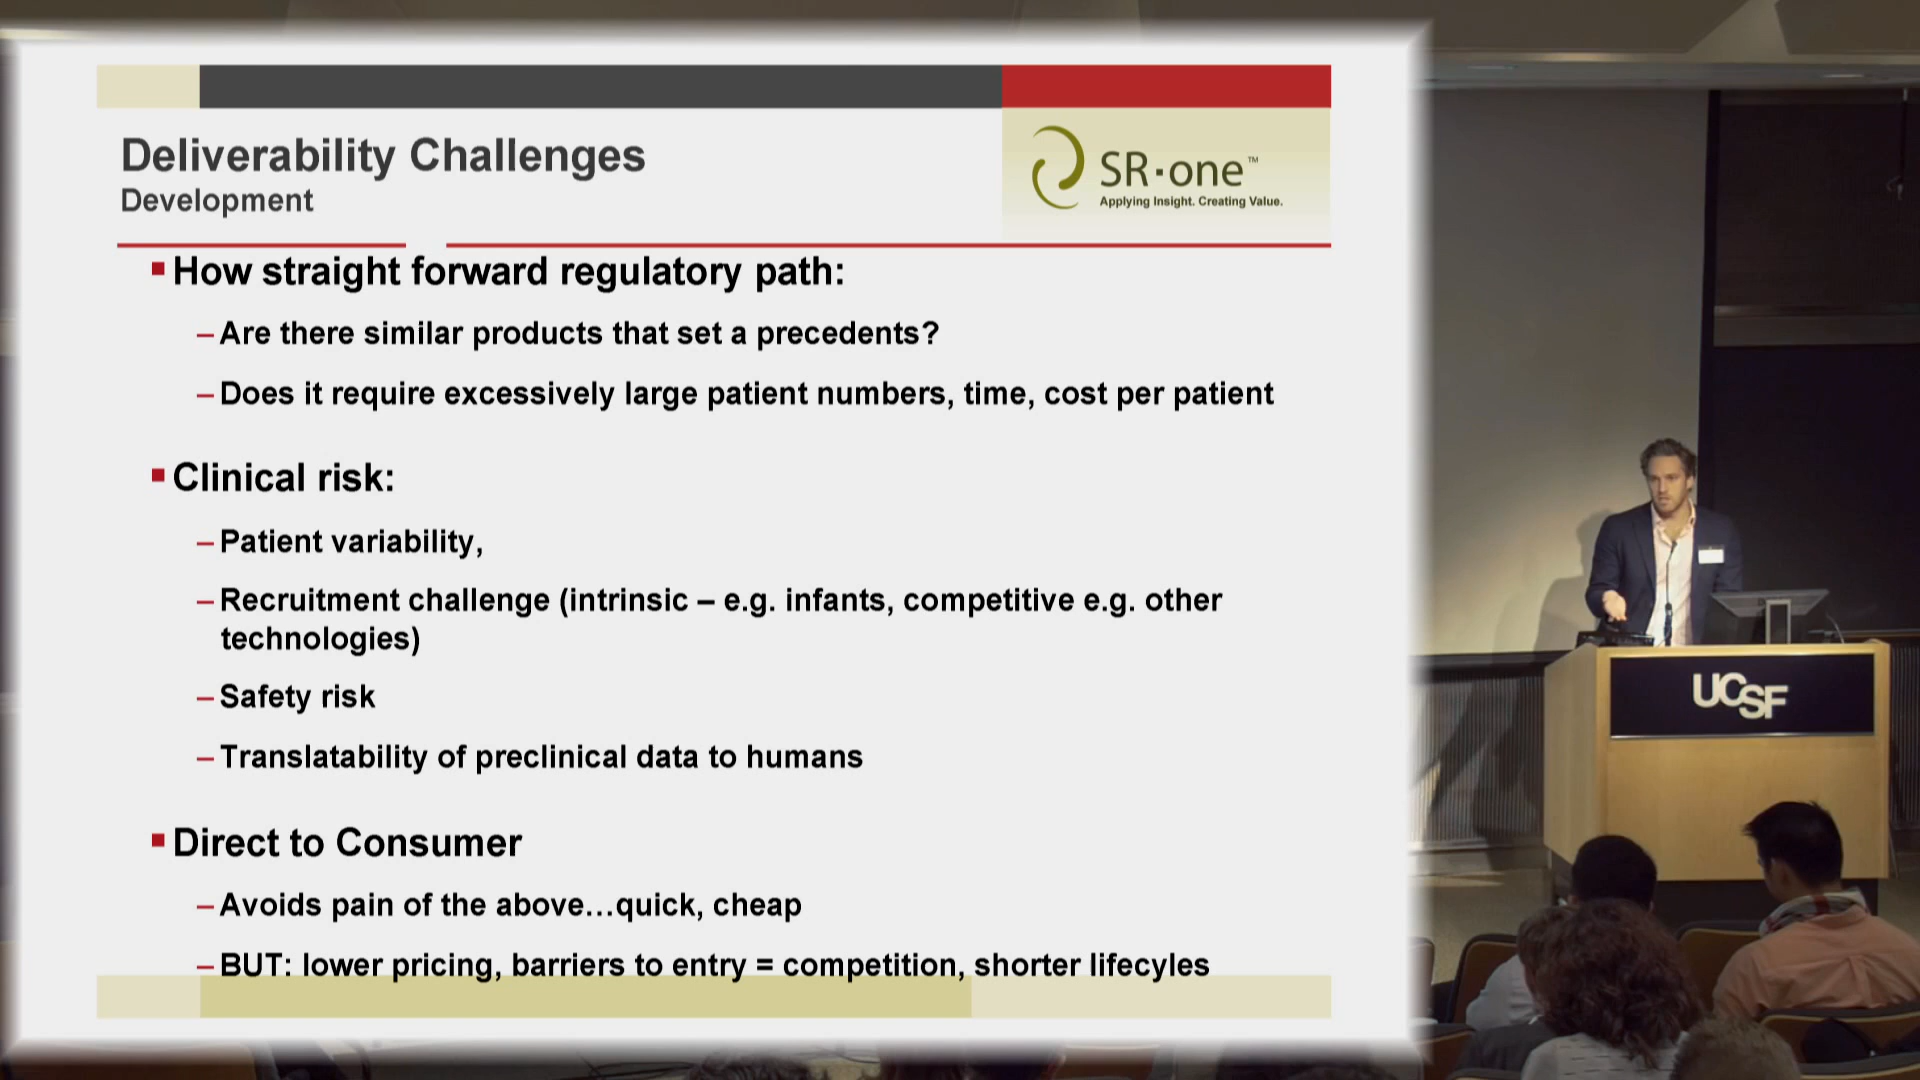 Deliverability Challenges
Development
SR·one™
Applying Insight. Creating Value.
▪ How straight forward regulatory path:
– Are there similar products that set a precedents?
– Does it require excessively large patient numbers, time, cost per patient
▪ Clinical risk:
– Patient variability,
– Recruitment challenge (intrinsic – e.g. infants, competitive e.g. other
technologies)
– Safety risk
– Translatability of preclinical data to humans
▪ Direct to Consumer
– Avoids pain of the above…quick, cheap
– BUT: lower pricing, barriers to entry = competition, shorter lifecyles
UCSF